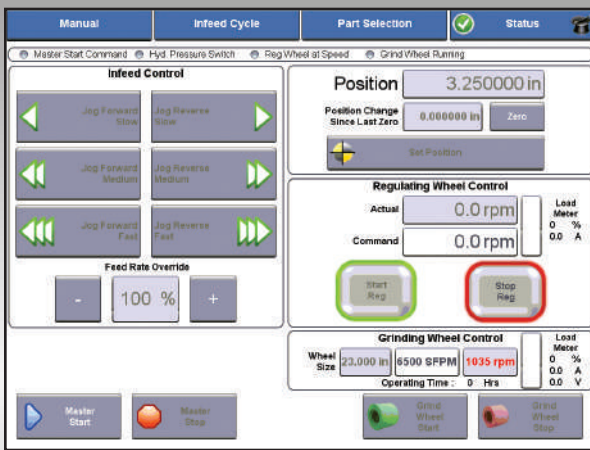 Manual Infeed Cycle Part Selection Status
Master Start Command Hyd. Pressure Switch Reg Wheel at Speed Grind Wheel Running
Infeed Control
Jog Forward
Slow
Jog Reverse
Slow
Jog Forward
Medium
Jog Reverse
Medium
Jog Forward
Fast
Jog Reverse
Fast
Feed Rate Override
- 100 % +
Position 3.250000 in
Position Change
Since Last Zero
0.000000 in Zero
Set Position
Regulating Wheel Control
Actual 0.0 rpm
Command 0.0 rpm
Load
Meter
0 %
0.0 A
Start
Reg
Stop
Reg
Grinding Wheel Control
Wheel
Size
23.000 in 6500 SFPM 1035 rpm
Operating Time : 0 Hrs
Load
Meter
0 %
0.0 A
0.0 V
Master
Start
Master
Stop
Grind
Wheel
Start
Grind
Wheel
Stop